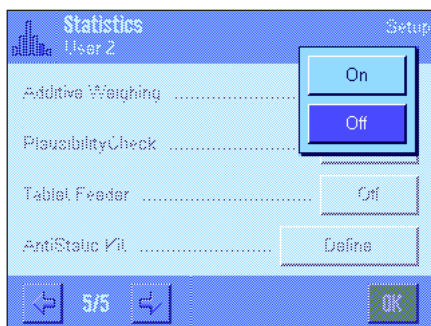 Statistics Setup
User 2
On
Additive Weighing ..........................
Off
PlausibilityCheck ..........................
Tablet Feeder .................................... Off
AntiStatic Kit ............................ Define
5/5 OK